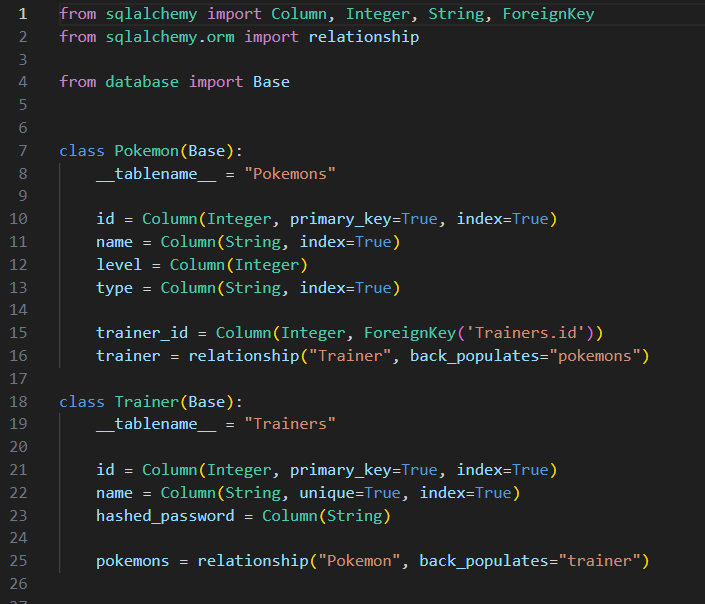 1 from sqlalchemy import Column, Integer, String, ForeignKey
2 from sqlalchemy.orm import relationship
3
4 from database import Base
5
6
7 class Pokemon(Base):
8     __tablename__ = "Pokemons"
9
10     id = Column(Integer, primary_key=True, index=True)
11     name = Column(String, index=True)
12     level = Column(Integer)
13     type = Column(String, index=True)
14
15     trainer_id = Column(Integer, ForeignKey('Trainers.id'))
16     trainer = relationship("Trainer", back_populates="pokemons")
17
18 class Trainer(Base):
19     __tablename__ = "Trainers"
20
21     id = Column(Integer, primary_key=True, index=True)
22     name = Column(String, unique=True, index=True)
23     hashed_password = Column(String)
24
25     pokemons = relationship("Pokemon", back_populates="trainer")
26
27